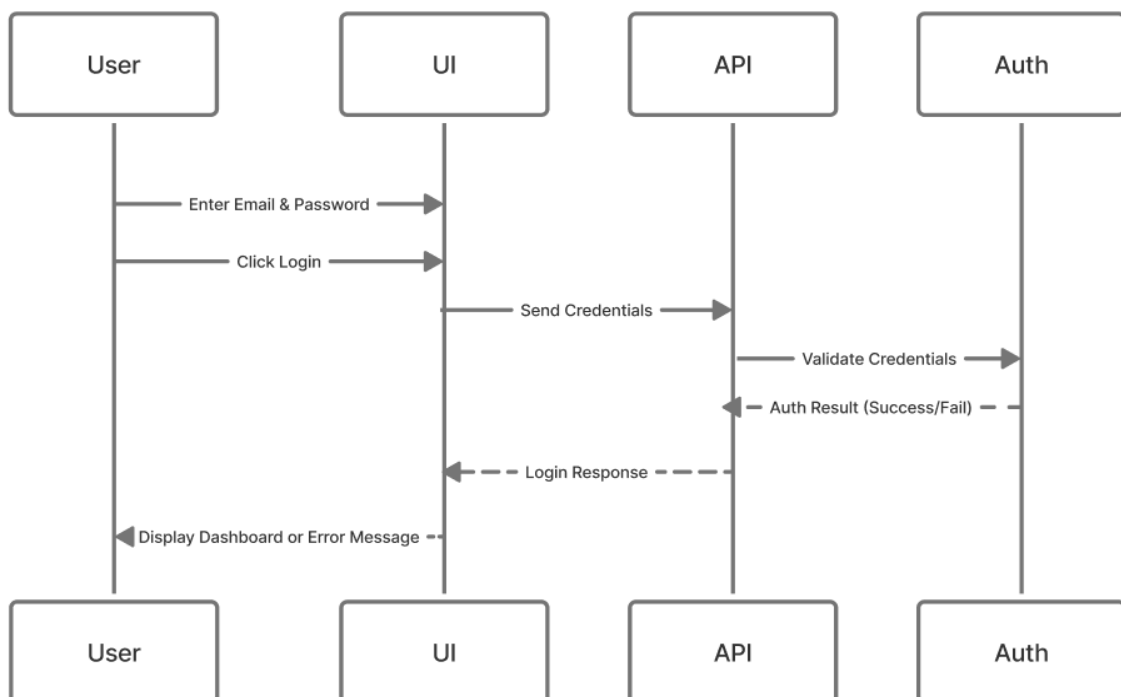 User
UI
API
Auth
Enter Email & Password
Click Login
Send Credentials
Validate Credentials
Auth Result (Success/Fail)
Login Response
Display Dashboard or Error Message
User
UI
API
Auth